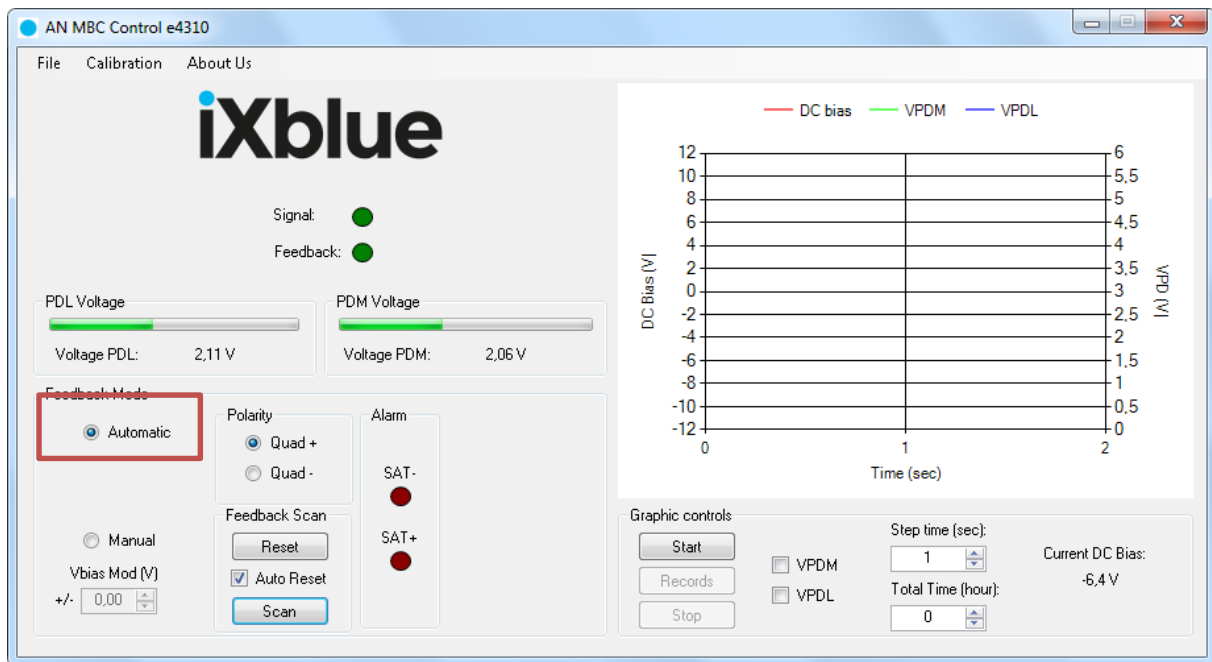 AN MBC Control e4310
File Calibration About Us
iXblue
Signal:
Feedback:
PDL Voltage
Voltage PDL: 2,11 V
PDM Voltage
Voltage PDM: 2,06 V
Feedback Mode
Automatic
Manual
Vbias Mod (V)
+/- 0,00
Polarity
Quad +
Quad -
Feedback Scan
Reset
Auto Reset
Scan
Alarm
SAT-
SAT+
DC bias VPDM VPDL
DC Bias (V)
12
10
8
6
4
2
0
-2
-4
-6
-8
-10
-12
6
5,5
5
4,5
4
3,5
3
2,5
2
1,5
1
0,5
0
VPD (V)
0 1 2
Time (sec)
Graphic controls
Start
Records
Stop
VPDM
VPDL
Step time (sec):
1
Total Time (hour):
0
Current DC Bias:
-6,4 V